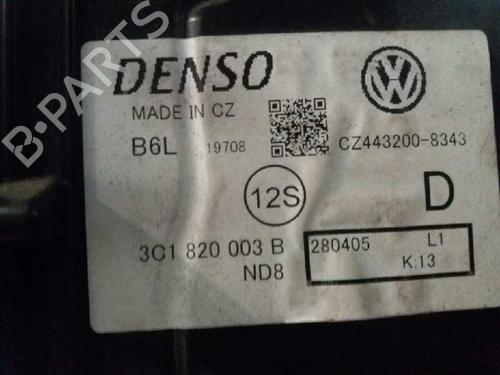 B-PARTS
DENSO
MADE IN CZ
B6L 19708 CZ443200-8343
12S
D
3C1 820 003 B
ND8
280405 L1
K:13